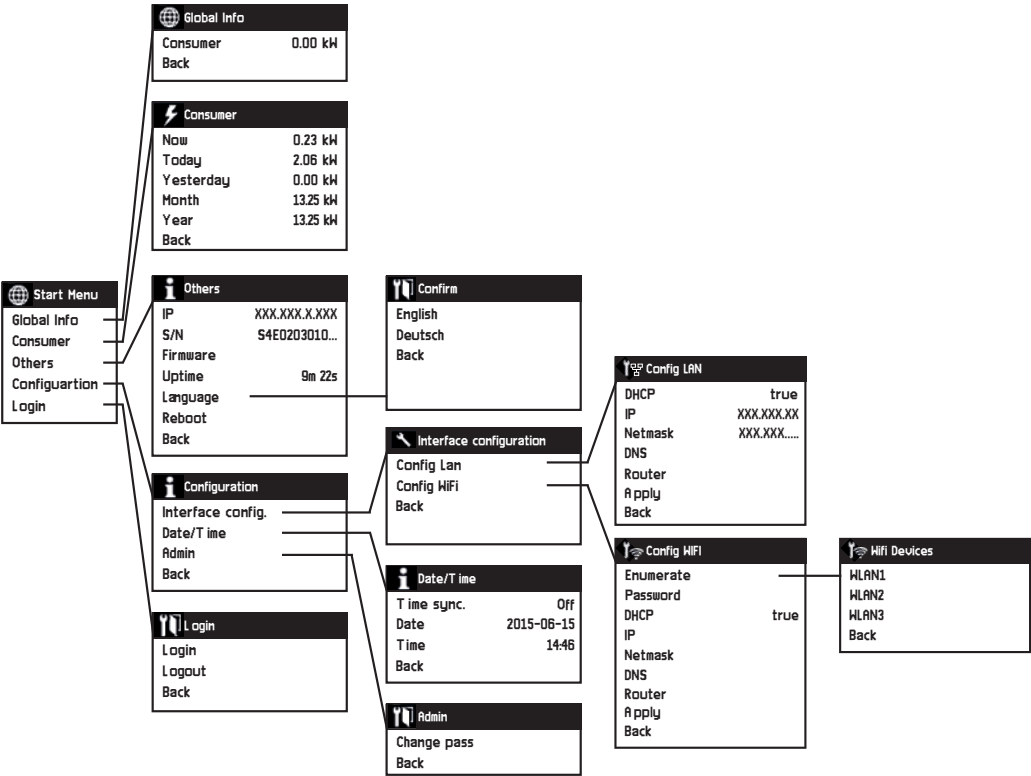 Global Info
Consumer 0.00 kW
Back
Consumer
Now 0.23 kW
Today 2.06 kW
Yesterday 0.00 kW
Month 13.25 kW
Year 13.25 kW
Back
Start Menu
Global Info
Consumer
Others
Configuartion
Login
Others
IP XXX.XXX.X.XXX
S/N S4E0203010...
Firmware
Uptime 9m 22s
Language
Reboot
Back
Confirm
English
Deutsch
Back
Configuration
Interface config.
Date/Time
Admin
Back
Interface configuration
Config Lan
Config WiFi
Back
Config LAN
DHCP true
IP XXX.XXX.XX
Netmask XXX.XXX.....
DNS
Router
Apply
Back
Login
Login
Logout
Back
Date/Time
Time sync. Off
Date 2015-06-15
Time 14:46
Back
Admin
Change pass
Back
Config WIFI
Enumerate
Password
DHCP true
IP
Netmask
DNS
Router
Apply
Back
Wifi Devices
WLAN1
WLAN2
WLAN3
Back